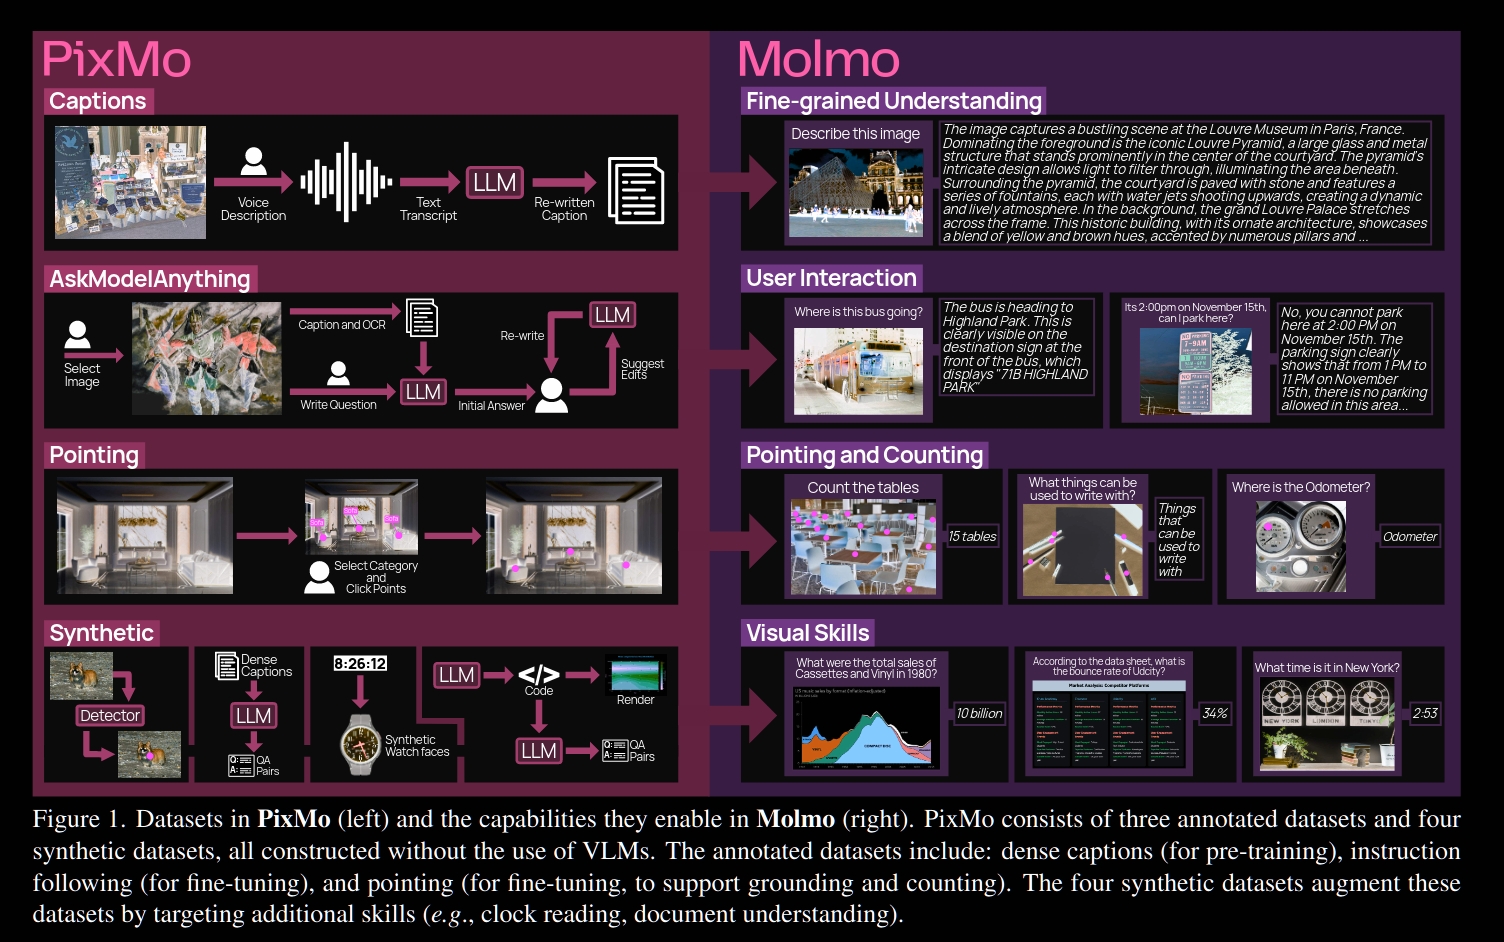 PixMo
Captions
Voice
Description
Text
Transcript
LLM
Re-written
Caption
AskModelAnything
Select
Image
Caption and OCR
Write Question
LLM
Initial Answer
Re-write
LLM
Suggest
Edits
Pointing
Sofa
Sofa
Sofa
Select Category
and
Click Points
Synthetic
Detector
Dense
Captions
LLM
Q:
A:
QA
Pairs
8:26:12
Synthetic
Watch faces
LLM
</>
Code
Render
LLM
Q:
A:
QA
Pairs
Molmo
Fine-grained Understanding
Describe this image
The image captures a bustling scene at the Louvre Museum in Paris, France.
Dominating the foreground is the iconic Louvre Pyramid, a large glass and metal
structure that stands prominently in the center of the courtyard. The pyramid's
intricate design allows light to filter through, illuminating the area beneath.
Surrounding the pyramid, the courtyard is paved with stone and features a
series of fountains, each with water jets shooting upwards, creating a dynamic
and lively atmosphere. In the background, the grand Louvre Palace stretches
across the frame. This historic building, with its ornate architecture, showcases
a blend of yellow and brown hues, accented by numerous pillars and ...
User Interaction
Where is this bus going?
The bus is heading to
Highland Park. This is
clearly visible on the
destination sign at the
front of the bus, which
displays "71B HIGHLAND
PARK"
Its 2:00pm on November 15th,
can I park here?
7-9AM
No, you cannot park
here at 2:00 PM on
November 15th. The
parking sign clearly
shows that from 1 PM to
11 PM on November
15th, there is no parking
allowed in this area...
Pointing and Counting
Count the tables
15 tables
What things can be
used to write with?
Things
that
can be
used to
write
with
Where is the Odometer?
Odometer
Visual Skills
What were the total sales of
Cassettes and Vinyl in 1980?
US music sales by format (inflation-adjusted)
COMPACT DISC
10 billion
According to the data sheet, what is
the bounce rate of Udcity?
Market Analysis: Competitor Platforms
34%
What time is it in New York?
NEW YORK
LONDON
TOKYO
2:53
Figure 1. Datasets in PixMo (left) and the capabilities they enable in Molmo (right). PixMo consists of three annotated datasets and four
synthetic datasets, all constructed without the use of VLMs. The annotated datasets include: dense captions (for pre-training), instruction
following (for fine-tuning), and pointing (for fine-tuning, to support grounding and counting). The four synthetic datasets augment these
datasets by targeting additional skills (e.g., clock reading, document understanding).